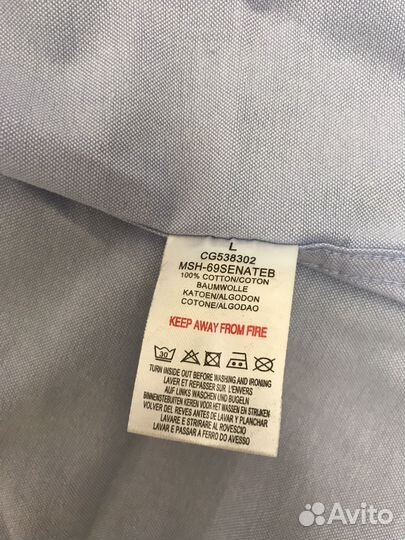 L
CG538302
MSH-69SENATEB
100% COTTON/COTON
BAUMWOLLE
KATOEN/ALGODON
COTONE/ALGODAO
KEEP AWAY FROM FIRE
30
TURN INSIDE OUT BEFORE WASHING AND IRONING
LAVER ET REPASSER SUR L'ENVERS
AUF LINKS WASCHEN UND BUGELN
BINNENSTEBUITEN KEREN VOOR HET WASSEN EN STRIJKEN
VOLVER DEL REVES ANTES DE LAVAR Y PLANCHAR
LAVARE E STIRARE AL ROVESCIO
LAVAR E PASSAR A FERRO DO AVESSO
Avito